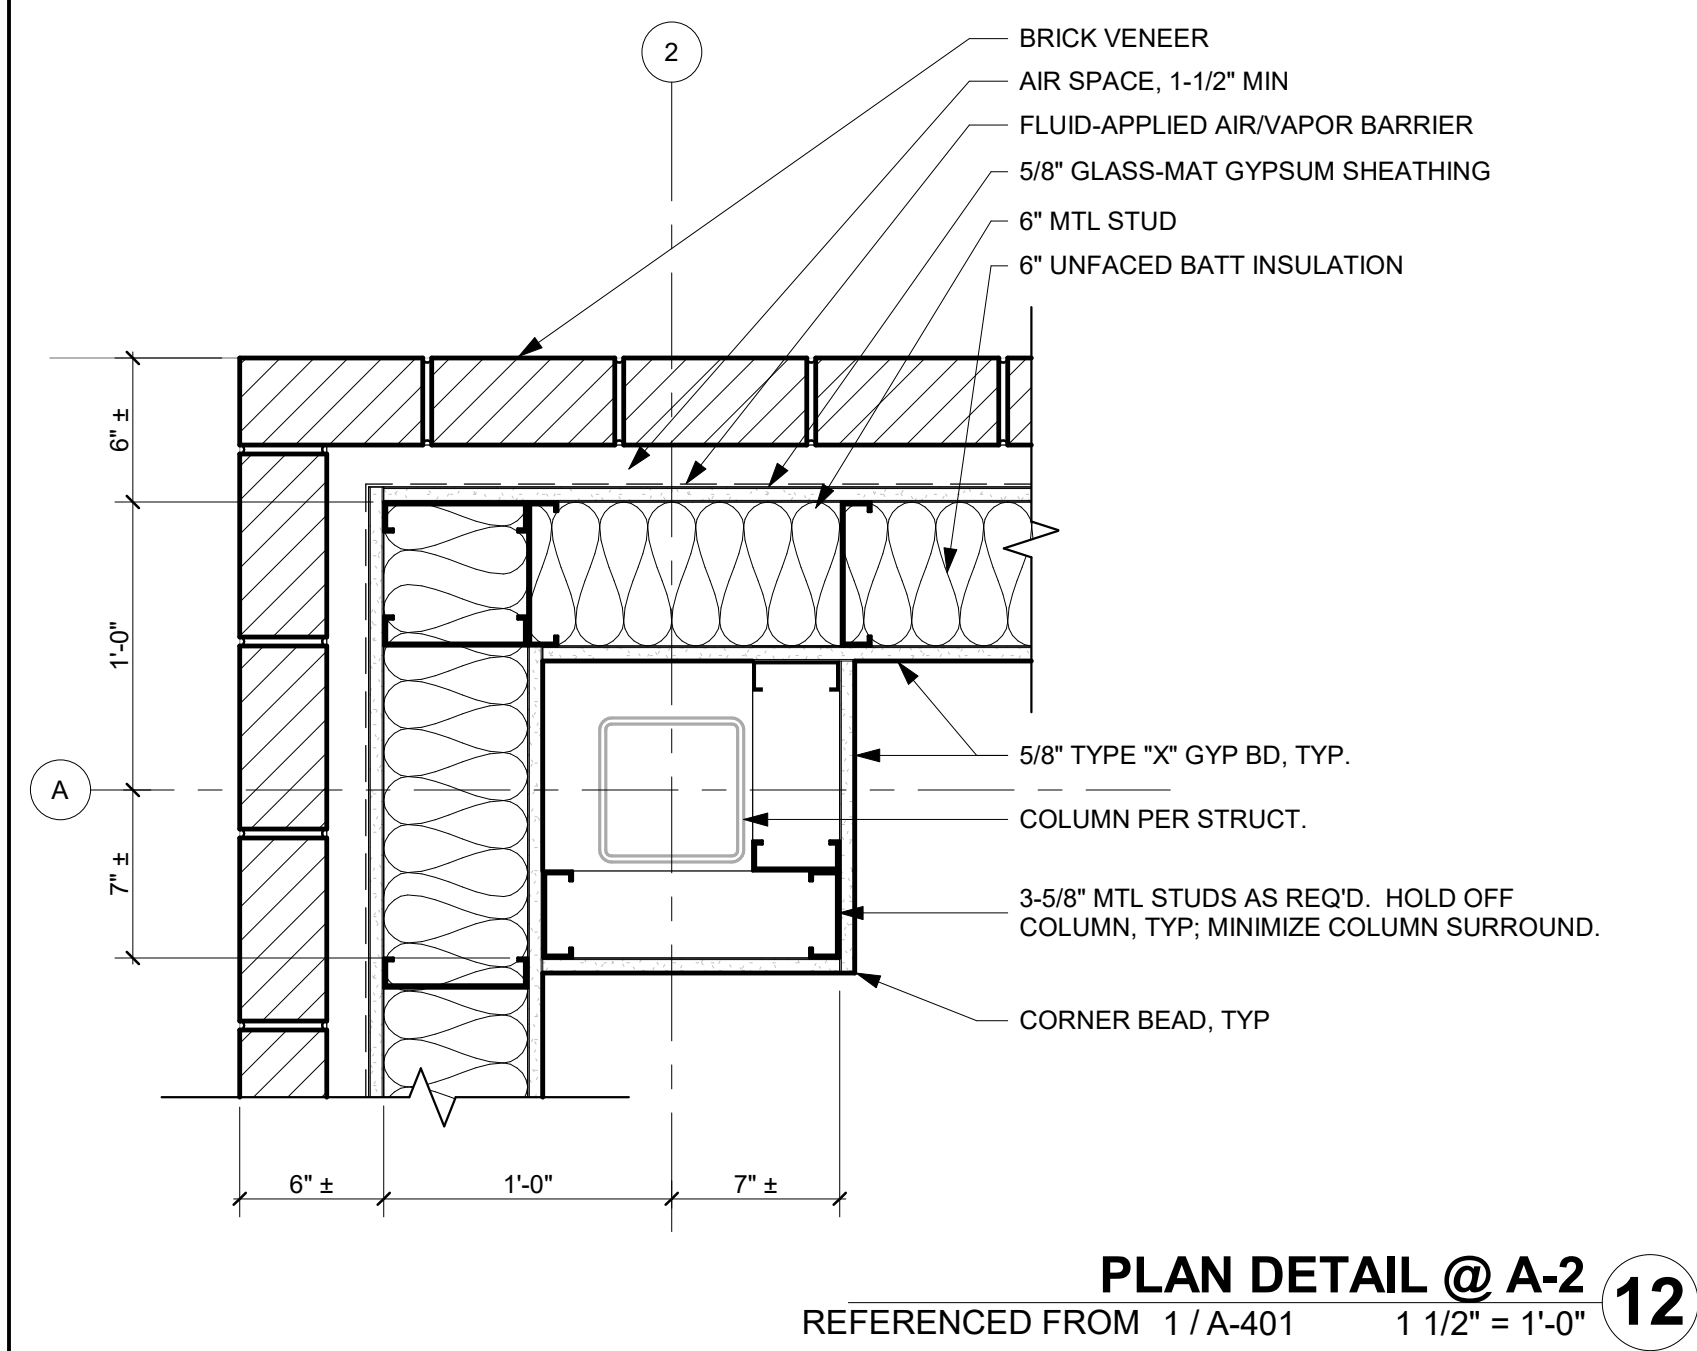 2
BRICK VENEER
AIR SPACE, 1-1/2" MIN
FLUID-APPLIED AIR/VAPOR BARRIER
5/8" GLASS-MAT GYPSUM SHEATHING
6" MTL STUD
6" UNFACED BATT INSULATION
6" ±
1'-0"
A
7" ±
5/8" TYPE "X" GYP BD, TYP.
COLUMN PER STRUCT.
3-5/8" MTL STUDS AS REQ'D. HOLD OFF
COLUMN, TYP; MINIMIZE COLUMN SURROUND.
CORNER BEAD, TYP
6" ±
1'-0"
7" ±
PLAN DETAIL @ A-2
12
REFERENCED FROM 1 / A-401 1 1/2" = 1'-0"